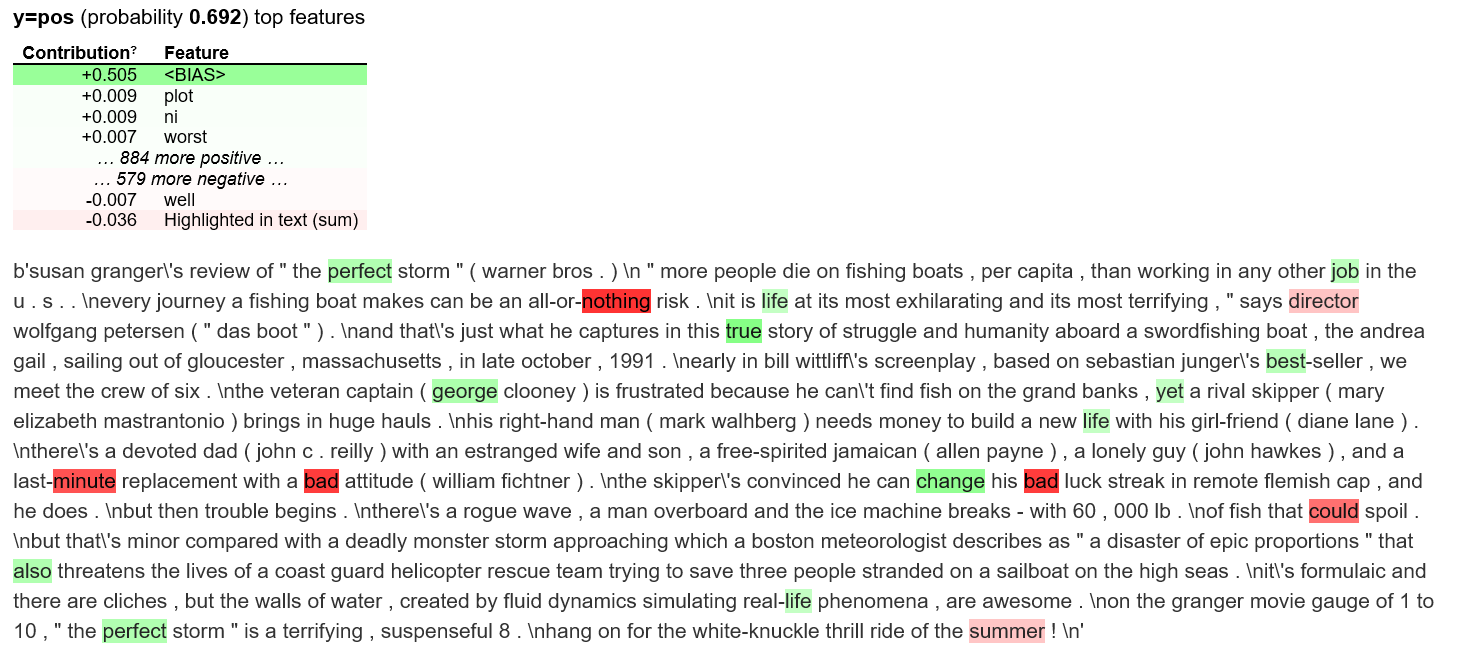 y=pos (probability 0.692) top features
Contribution? Feature
+0.505 <BIAS>
+0.009 plot
+0.009 ni
+0.007 worst
… 884 more positive …
… 579 more negative …
-0.007 well
-0.036 Highlighted in text (sum)
b'susan granger\'s review of " the perfect storm " ( warner bros . ) \n " more people die on fishing boats , per capita , than working in any other job in the
u . s . . \nevery journey a fishing boat makes can be an all-or-nothing risk . \nit is life at its most exhilarating and its most terrifying , " says director
wolfgang petersen ( " das boot " ) . \nand that\'s just what he captures in this true story of struggle and humanity aboard a swordfishing boat , the andrea
gail , sailing out of gloucester , massachusetts , in late october , 1991 . \nearly in bill wittliff\'s screenplay , based on sebastian junger\'s best-seller , we
meet the crew of six . \nthe veteran captain ( george clooney ) is frustrated because he can\'t find fish on the grand banks , yet a rival skipper ( mary
elizabeth mastrantonio ) brings in huge hauls . \nhis right-hand man ( mark walhberg ) needs money to build a new life with his girl-friend ( diane lane ) .
\nthere\'s a devoted dad ( john c . reilly ) with an estranged wife and son , a free-spirited jamaican ( allen payne ) , a lonely guy ( john hawkes ) , and a
last-minute replacement with a bad attitude ( william fichtner ) . \nthe skipper\'s convinced he can change his bad luck streak in remote flemish cap , and
he does . \nbut then trouble begins . \nthere\'s a rogue wave , a man overboard and the ice machine breaks - with 60 , 000 lb . \nof fish that could spoil .
\nbut that\'s minor compared with a deadly monster storm approaching which a boston meteorologist describes as " a disaster of epic proportions " that
also threatens the lives of a coast guard helicopter rescue team trying to save three people stranded on a sailboat on the high seas . \nit\'s formulaic and
there are cliches , but the walls of water , created by fluid dynamics simulating real-life phenomena , are awesome . \non the granger movie gauge of 1 to
10 , " the perfect storm " is a terrifying , suspenseful 8 . \nhang on for the white-knuckle thrill ride of the summer ! \n'